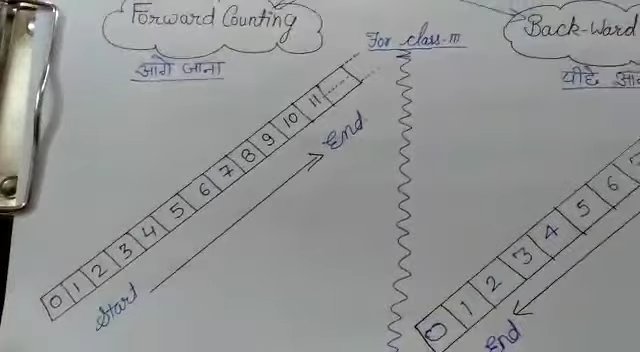 Forward Counting
आगे जाना
0 1 2 3 4 5 6 7 8 9 10 11
Start
End
For class-III
Back-Ward
पीछे
0 1 2 3 4 5 6
End